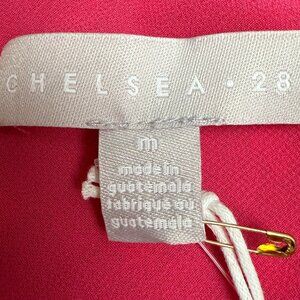 CHELSEA · 28
m
made in
guatemala
fabriqué au
guatemala